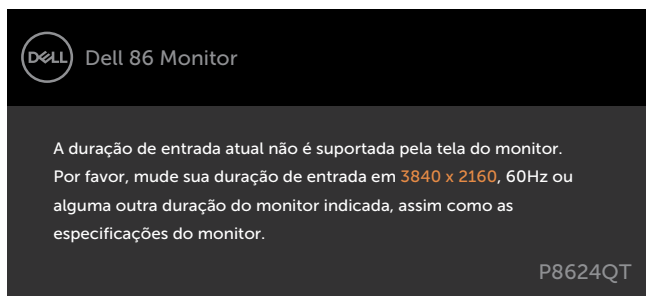 DELL Dell 86 Monitor
A duração de entrada atual não é suportada pela tela do monitor.
Por favor, mude sua duração de entrada em 3840 x 2160, 60Hz ou
alguma outra duração do monitor indicada, assim como as
especificações do monitor.
P8624QT